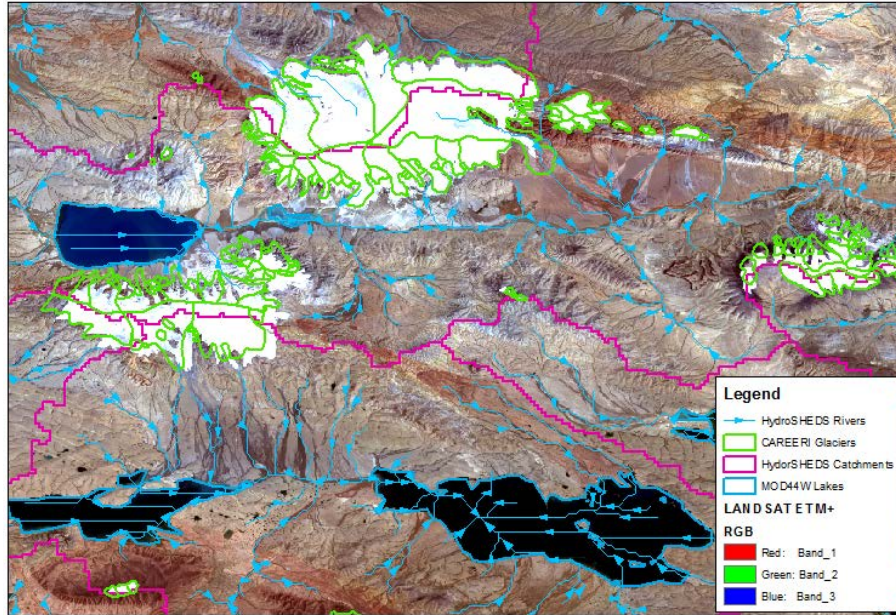 Legend
HydroSHEDS Rivers
CAREERI Glaciers
HydorSHEDS Catchments
MOD44W Lakes
LANDSAT ETM+
RGB
Red: Band_1
Green: Band_2
Blue: Band_3